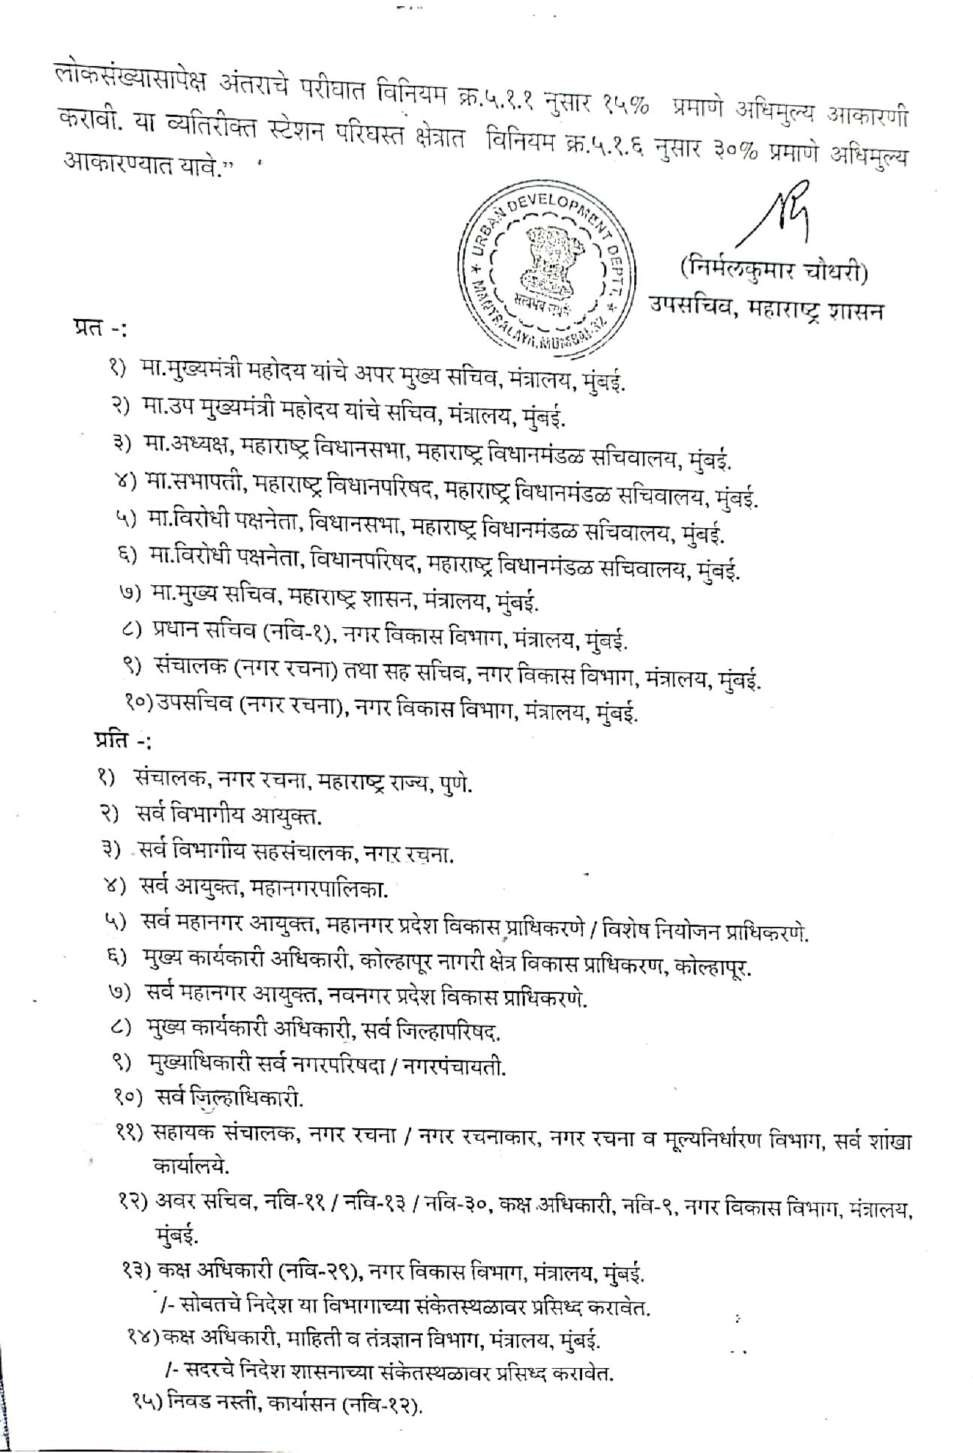 लोकसंख्यासापेक्ष अंतराचे परीघात विनियम क्र.५.१.१ नुसार १५% प्रमाणे अधिमुल्य आकारणी
करावी. या व्यतिरीक्त स्टेशन परिघस्त क्षेत्रात विनियम क्र.५.१.६ नुसार ३०% प्रमाणे अधिमुल्य
आकारण्यात यावे.”
URBAN DEVELOPMENT DEPTT.
MANTRALAYA, MUMBAI-32
सत्यमेव जयते
(निर्मलकुमार चौधरी)
उपसचिव, महाराष्ट्र शासन
प्रत -:
१) मा.मुख्यमंत्री महोदय यांचे अपर मुख्य सचिव, मंत्रालय, मुंबई.
२) मा.उप मुख्यमंत्री महोदय यांचे सचिव, मंत्रालय, मुंबई.
३) मा.अध्यक्ष, महाराष्ट्र विधानसभा, महाराष्ट्र विधानमंडळ सचिवालय, मुंबई.
४) मा.सभापती, महाराष्ट्र विधानपरिषद, महाराष्ट्र विधानमंडळ सचिवालय, मुंबई.
५) मा.विरोधी पक्षनेता, विधानसभा, महाराष्ट्र विधानमंडळ सचिवालय, मुंबई.
६) मा.विरोधी पक्षनेता, विधानपरिषद, महाराष्ट्र विधानमंडळ सचिवालय, मुंबई.
७) मा.मुख्य सचिव, महाराष्ट्र शासन, मंत्रालय, मुंबई.
८) प्रधान सचिव (नवि-१), नगर विकास विभाग, मंत्रालय, मुंबई.
९) संचालक (नगर रचना) तथा सह सचिव, नगर विकास विभाग, मंत्रालय, मुंबई.
१०) उपसचिव (नगर रचना), नगर विकास विभाग, मंत्रालय, मुंबई.
प्रति -:
१) संचालक, नगर रचना, महाराष्ट्र राज्य, पुणे.
२) सर्व विभागीय आयुक्त.
३) सर्व विभागीय सहसंचालक, नगर रचना.
४) सर्व आयुक्त, महानगरपालिका.
५) सर्व महानगर आयुक्त, महानगर प्रदेश विकास प्राधिकरणे / विशेष नियोजन प्राधिकरणे.
६) मुख्य कार्यकारी अधिकारी, कोल्हापूर नागरी क्षेत्र विकास प्राधिकरण, कोल्हापूर.
७) सर्व महानगर आयुक्त, नवनगर प्रदेश विकास प्राधिकरणे.
८) मुख्य कार्यकारी अधिकारी, सर्व जिल्हापरिषद.
९) मुख्याधिकारी सर्व नगरपरिषदा / नगरपंचायती.
१०) सर्व जिल्हाधिकारी.
११) सहायक संचालक, नगर रचना / नगर रचनाकार, नगर रचना व मूल्यनिर्धारण विभाग, सर्व शाखा
कार्यालये.
१२) अवर सचिव, नवि-११ / नवि-१३ / नवि-३०, कक्ष अधिकारी, नवि-९, नगर विकास विभाग, मंत्रालय,
मुंबई.
१३) कक्ष अधिकारी (नवि-२९), नगर विकास विभाग, मंत्रालय, मुंबई.
/- सोबतचे निदेश या विभागाच्या संकेतस्थळावर प्रसिध्द करावेत.
१४) कक्ष अधिकारी, माहिती व तंत्रज्ञान विभाग, मंत्रालय, मुंबई.
/- सदरचे निदेश शासनाच्या संकेतस्थळावर प्रसिध्द करावेत.
१५) निवड नस्ती, कार्यासन (नवि-१२).